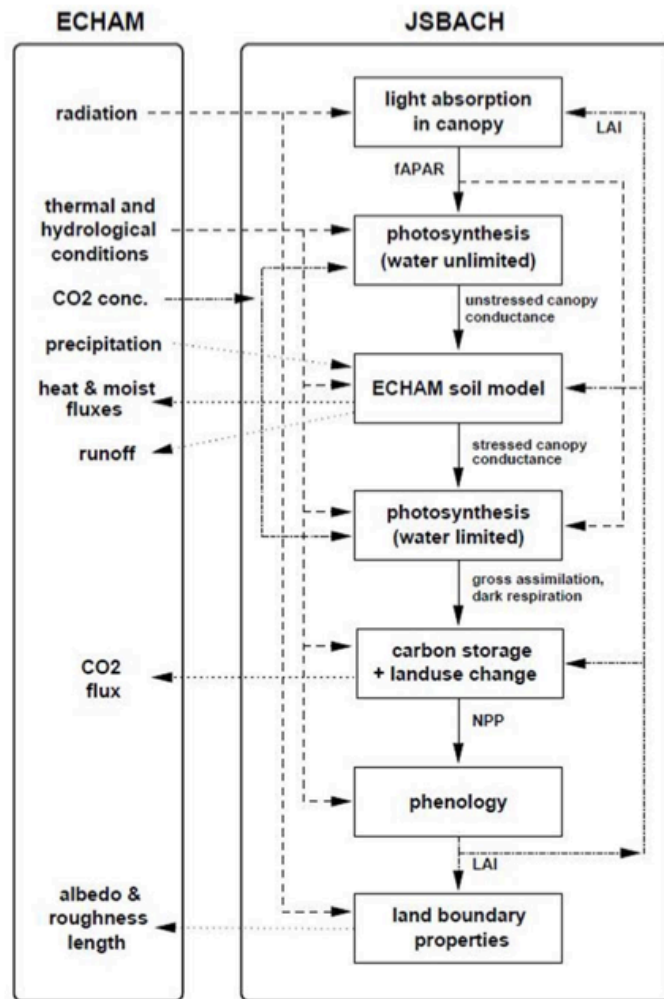 ECHAM
JSBACH
radiation
light absorption
in canopy
LAI
fAPAR
thermal and
hydrological
conditions
photosynthesis
(water unlimited)
CO2 conc.
unstressed canopy
conductance
precipitation
ECHAM soil model
heat & moist
fluxes
runoff
stressed canopy
conductance
photosynthesis
(water limited)
gross assimilation,
dark respiration
CO2
flux
carbon storage
+ landuse change
NPP
phenology
LAI
albedo &
roughness
length
land boundary
properties